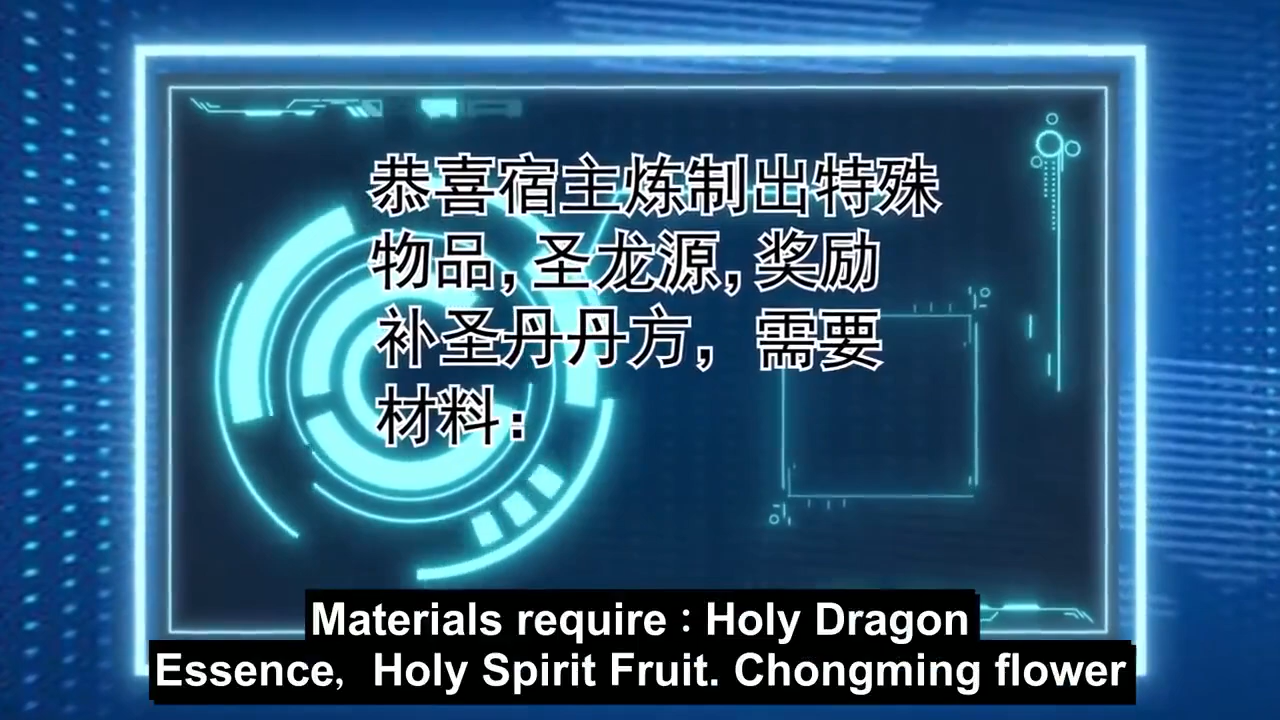 恭喜宿主炼制出特殊
物品,圣龙源,奖励
补圣丹丹方，需要
材料：
Materials require：Holy Dragon
Essence,  Holy Spirit Fruit. Chongming flower